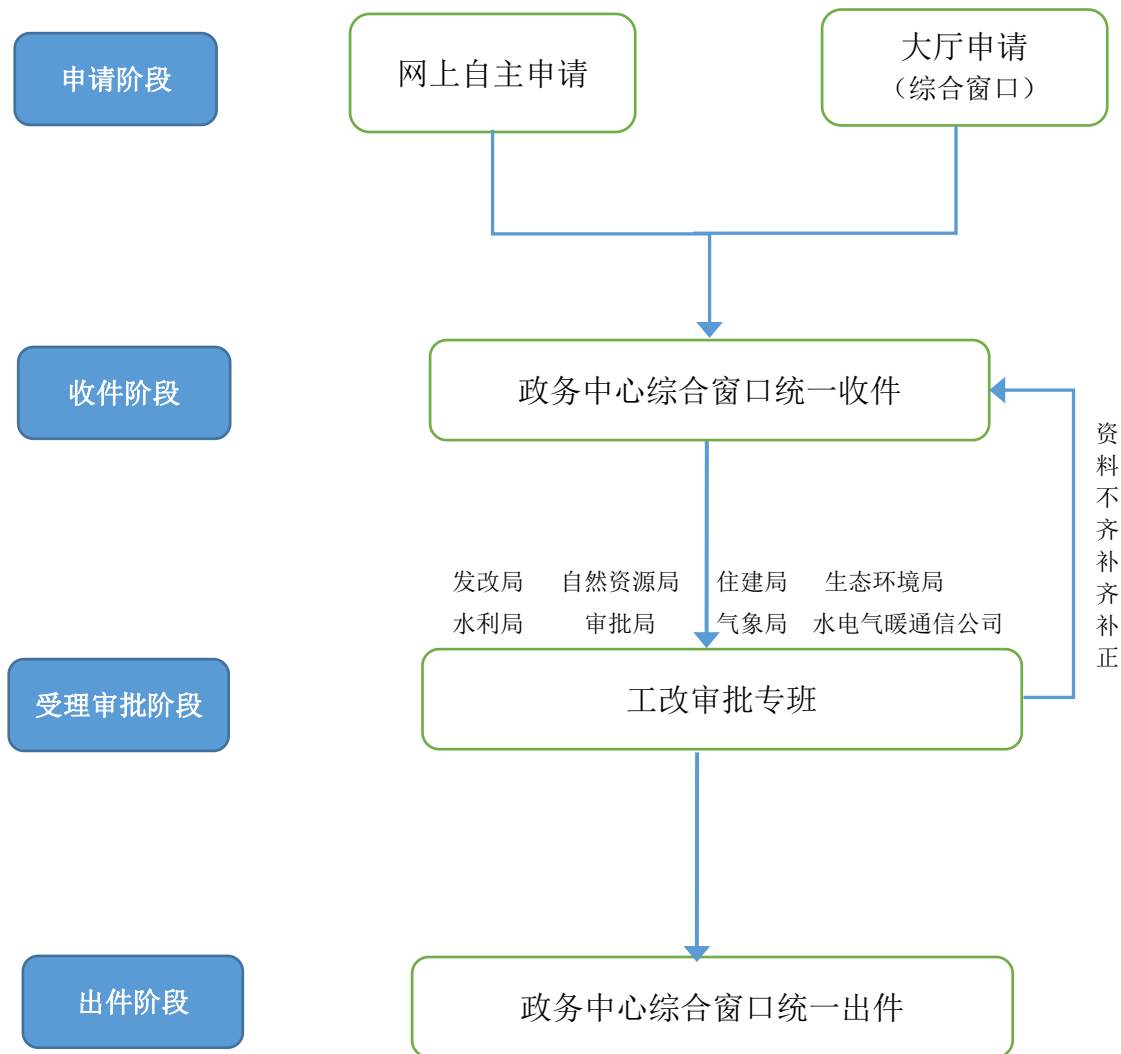 申请阶段
网上自主申请
大厅申请
（综合窗口）
收件阶段
政务中心综合窗口统一收件
资料不齐补齐补正
发改局 自然资源局 住建局 生态环境局
水利局 审批局 气象局 水电气暖通信公司
受理审批阶段
工改审批专班
出件阶段
政务中心综合窗口统一出件